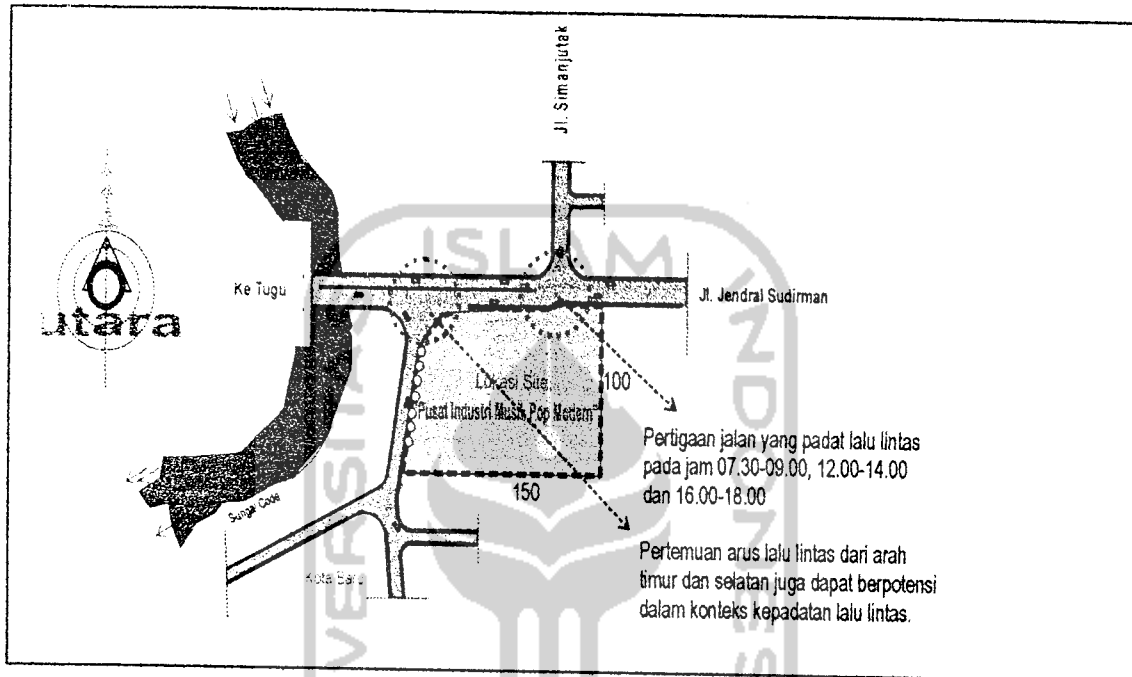 Jl. Simanjutak
ISLAM
Ke Tugu
Jl. Jendral Sudirman
utara
Lokasi Site
"Pusat Industri Musik Pop Modern"
100
150
Pertigaan jalan yang padat lalu lintas
pada jam 07.30-09.00, 12.00-14.00
dan 16.00-18.00
Sungai Code
Kota Baru
Pertemuan arus lalu lintas dari arah
timur dan selatan juga dapat berpotensi
dalam konteks kepadatan lalu lintas.
VERSITA
INDONES